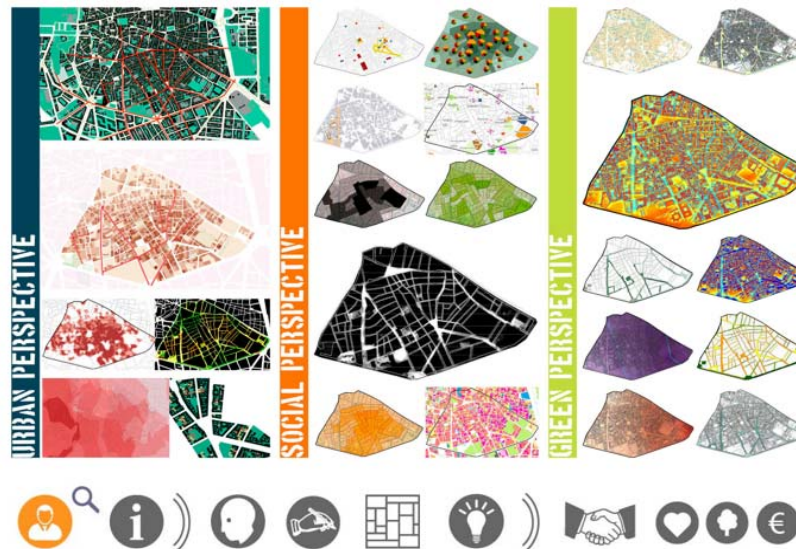 URBAN PERSPECTIVE
SOCIAL PERSPECTIVE
GREEN PERSPECTIVE
i
€